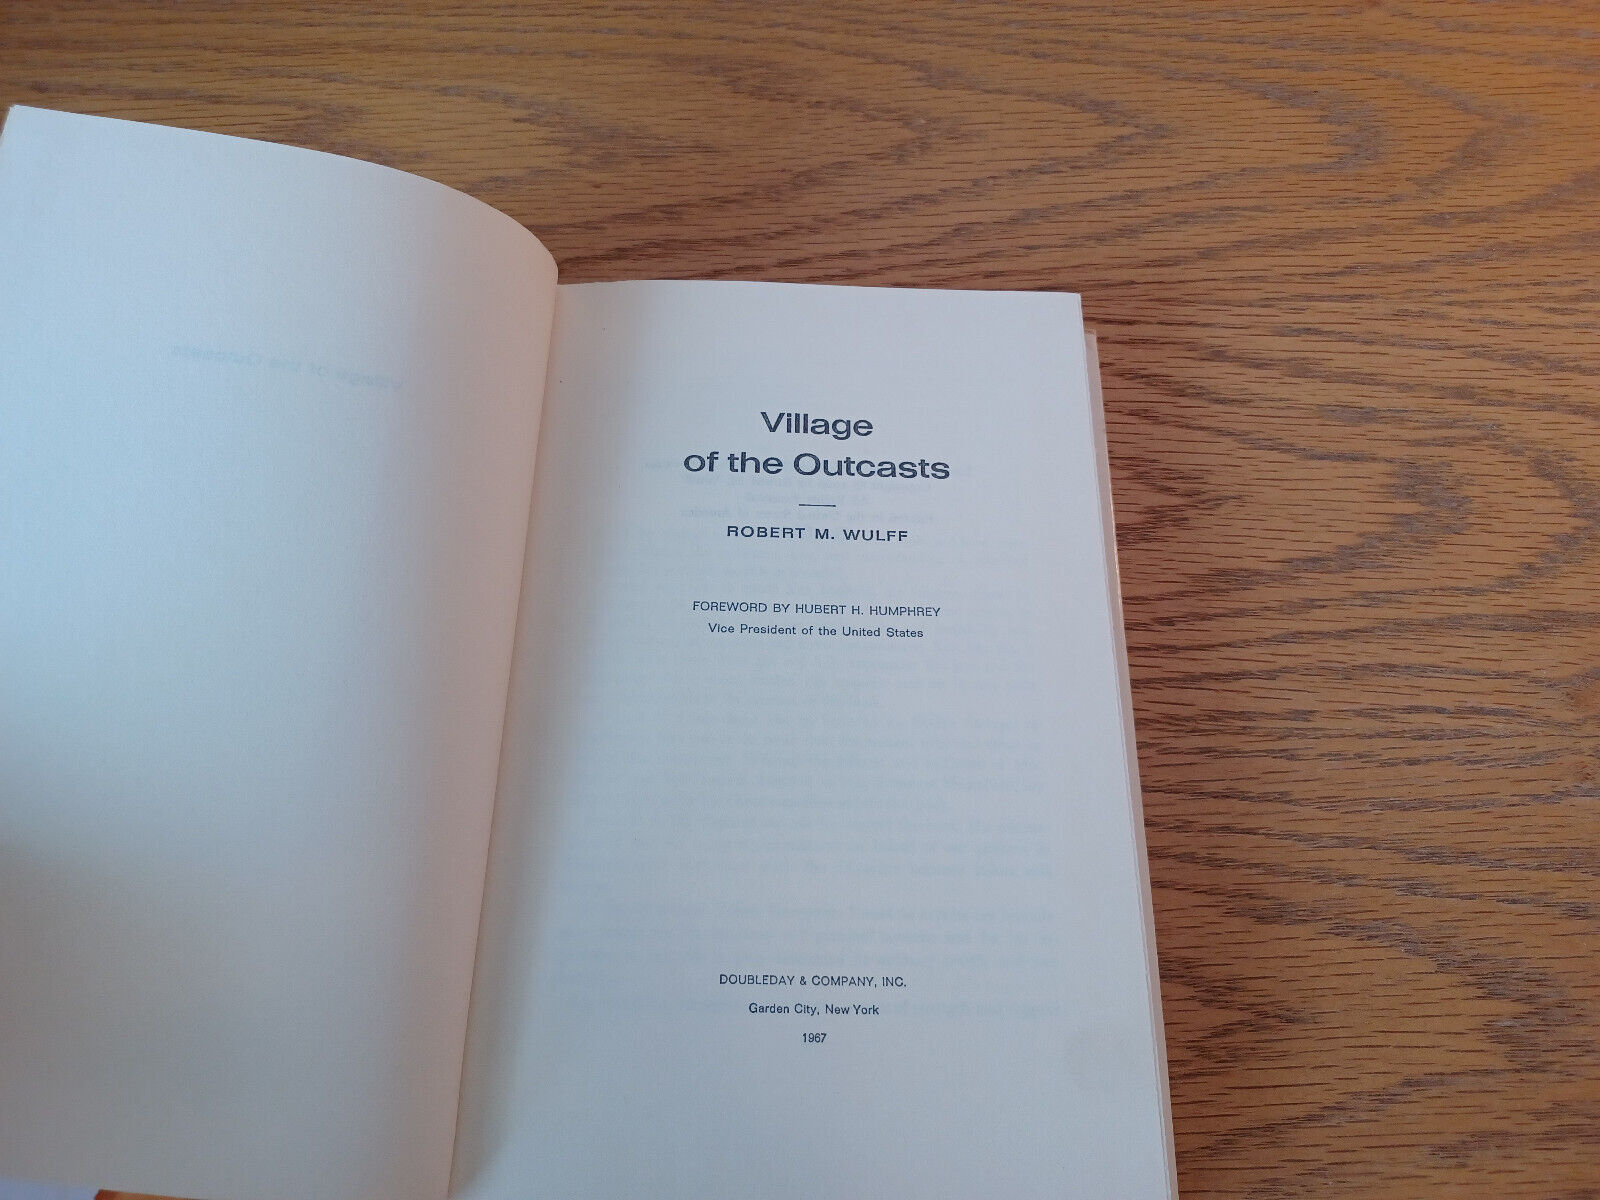 Village
of the Outcasts
ROBERT M. WULFF
FOREWORD BY HUBERT H. HUMPHREY
Vice President of the United States
DOUBLEDAY & COMPANY, INC.
Garden City, New York
1967